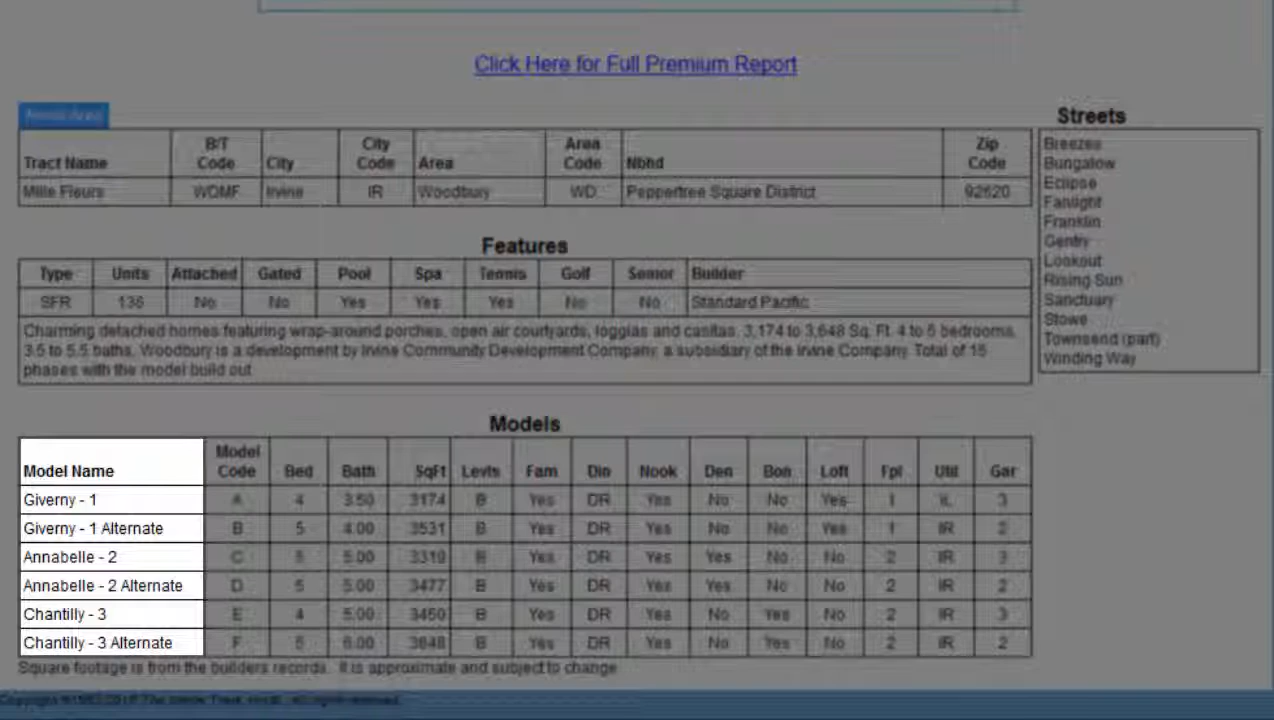 Click Here for Full Premium Report
Streets
Tract Name B/T Code City City Code Area Area Code Nbhd Zip Code
Mille Fleurs WOMF Irvine IR Woodbury WD Peppertree Square District 92620
Breezes
Bungalow
Eclipse
Fanlight
Franklin
Gentry
Lookout
Rising Sun
Sanctuary
Stowe
Townsend (part)
Winding Way
Features
Type Units Attached Gated Pool Spa Tennis Golf Senior Builder
SFR 136 No No Yes Yes Yes No No Standard Pacific
Charming detached homes featuring wrap-around porches, open air courtyards, loggias and casitas. 3,174 to 3,648 Sq. Ft. 4 to 5 bedrooms,
3.5 to 5.5 baths. Woodbury is a development by Irvine Community Development Company, a subsidiary of the Irvine Company. Total of 15
phases with the model build out.
Models
Model Name Model Code Bed Bath SqFt Levls Fam Din Nook Den Bon Loft Fpl Util Gar
Giverny - 1 A 4 3.50 3174 B Yes DR Yes No No Yes 1 IL 3
Giverny - 1 Alternate B 5 4.00 3531 B Yes DR Yes No No Yes 1 IR 2
Annabelle - 2 C 5 5.00 3319 B Yes DR Yes Yes No No 2 IR 3
Annabelle - 2 Alternate D 5 5.00 3477 B Yes DR Yes Yes No No 2 IR 2
Chantilly - 3 E 4 5.00 3450 B Yes DR Yes No Yes No 2 IR 3
Chantilly - 3 Alternate F 5 6.00 3648 B Yes DR Yes No Yes No 2 IR 2
Square footage is from the builders records. It is approximate and subject to change.